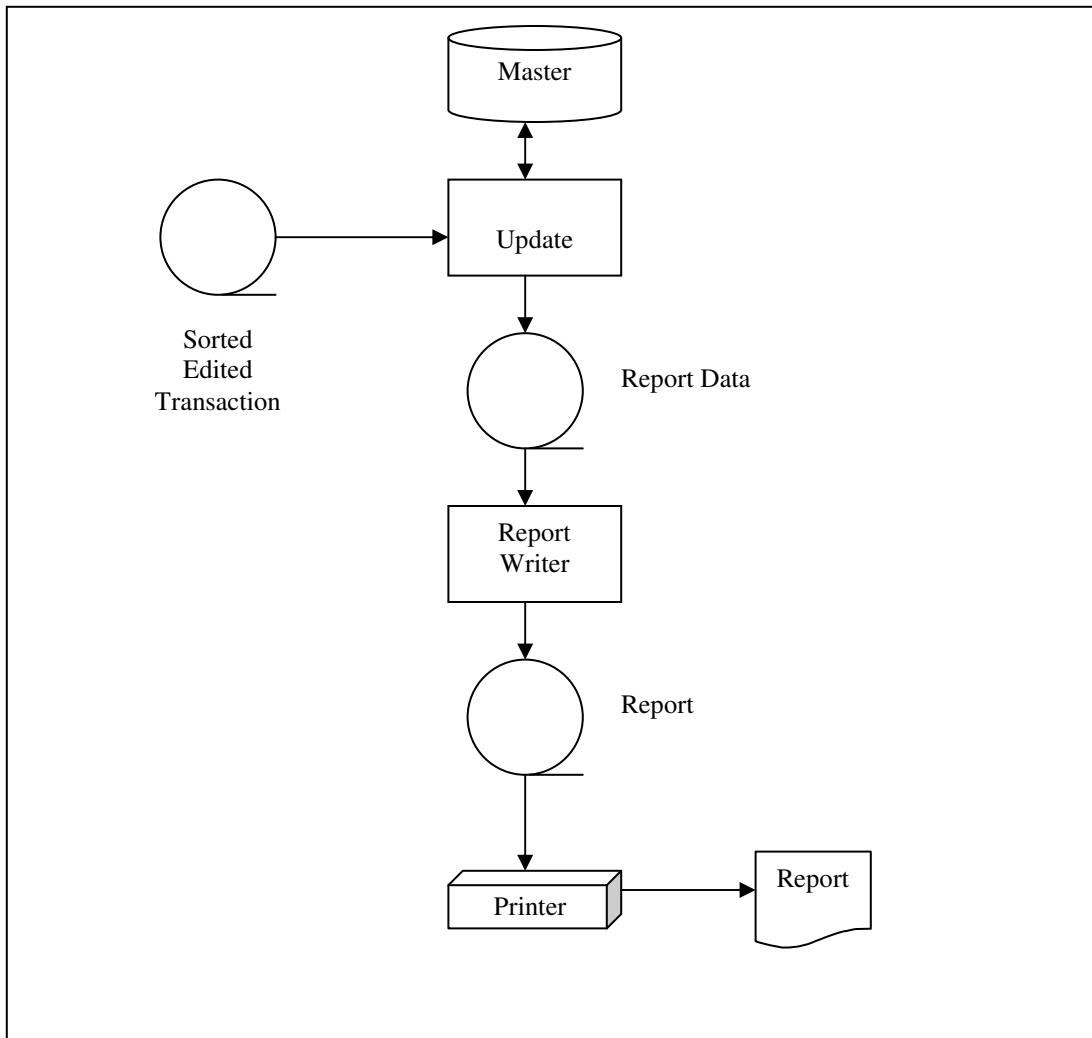 Master
Update
Sorted
Edited
Transaction
Report Data
Report
Writer
Report
Printer
Report